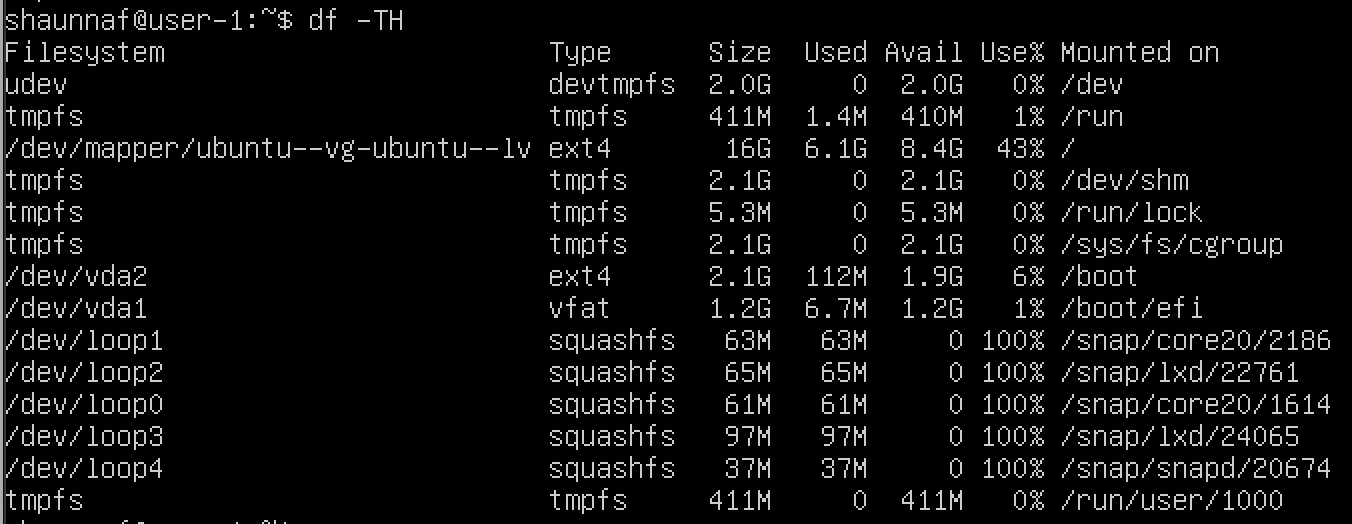 shaunnaf@user-1:~$ df -TH
Filesystem Type Size Used Avail Use% Mounted on
udev devtmpfs 2.0G 0 2.0G 0% /dev
tmpfs tmpfs 411M 1.4M 410M 1% /run
/dev/mapper/ubuntu--vg-ubuntu--lv ext4 16G 6.1G 8.4G 43% /
tmpfs tmpfs 2.1G 0 2.1G 0% /dev/shm
tmpfs tmpfs 5.3M 0 5.3M 0% /run/lock
tmpfs tmpfs 2.1G 0 2.1G 0% /sys/fs/cgroup
/dev/vda2 ext4 2.1G 112M 1.9G 6% /boot
/dev/vda1 vfat 1.2G 6.7M 1.2G 1% /boot/efi
/dev/loop1 squashfs 63M 63M 0 100% /snap/core20/2186
/dev/loop2 squashfs 65M 65M 0 100% /snap/lxd/22761
/dev/loop0 squashfs 61M 61M 0 100% /snap/core20/1614
/dev/loop3 squashfs 97M 97M 0 100% /snap/lxd/24065
/dev/loop4 squashfs 37M 37M 0 100% /snap/snapd/20674
tmpfs tmpfs 411M 0 411M 0% /run/user/1000